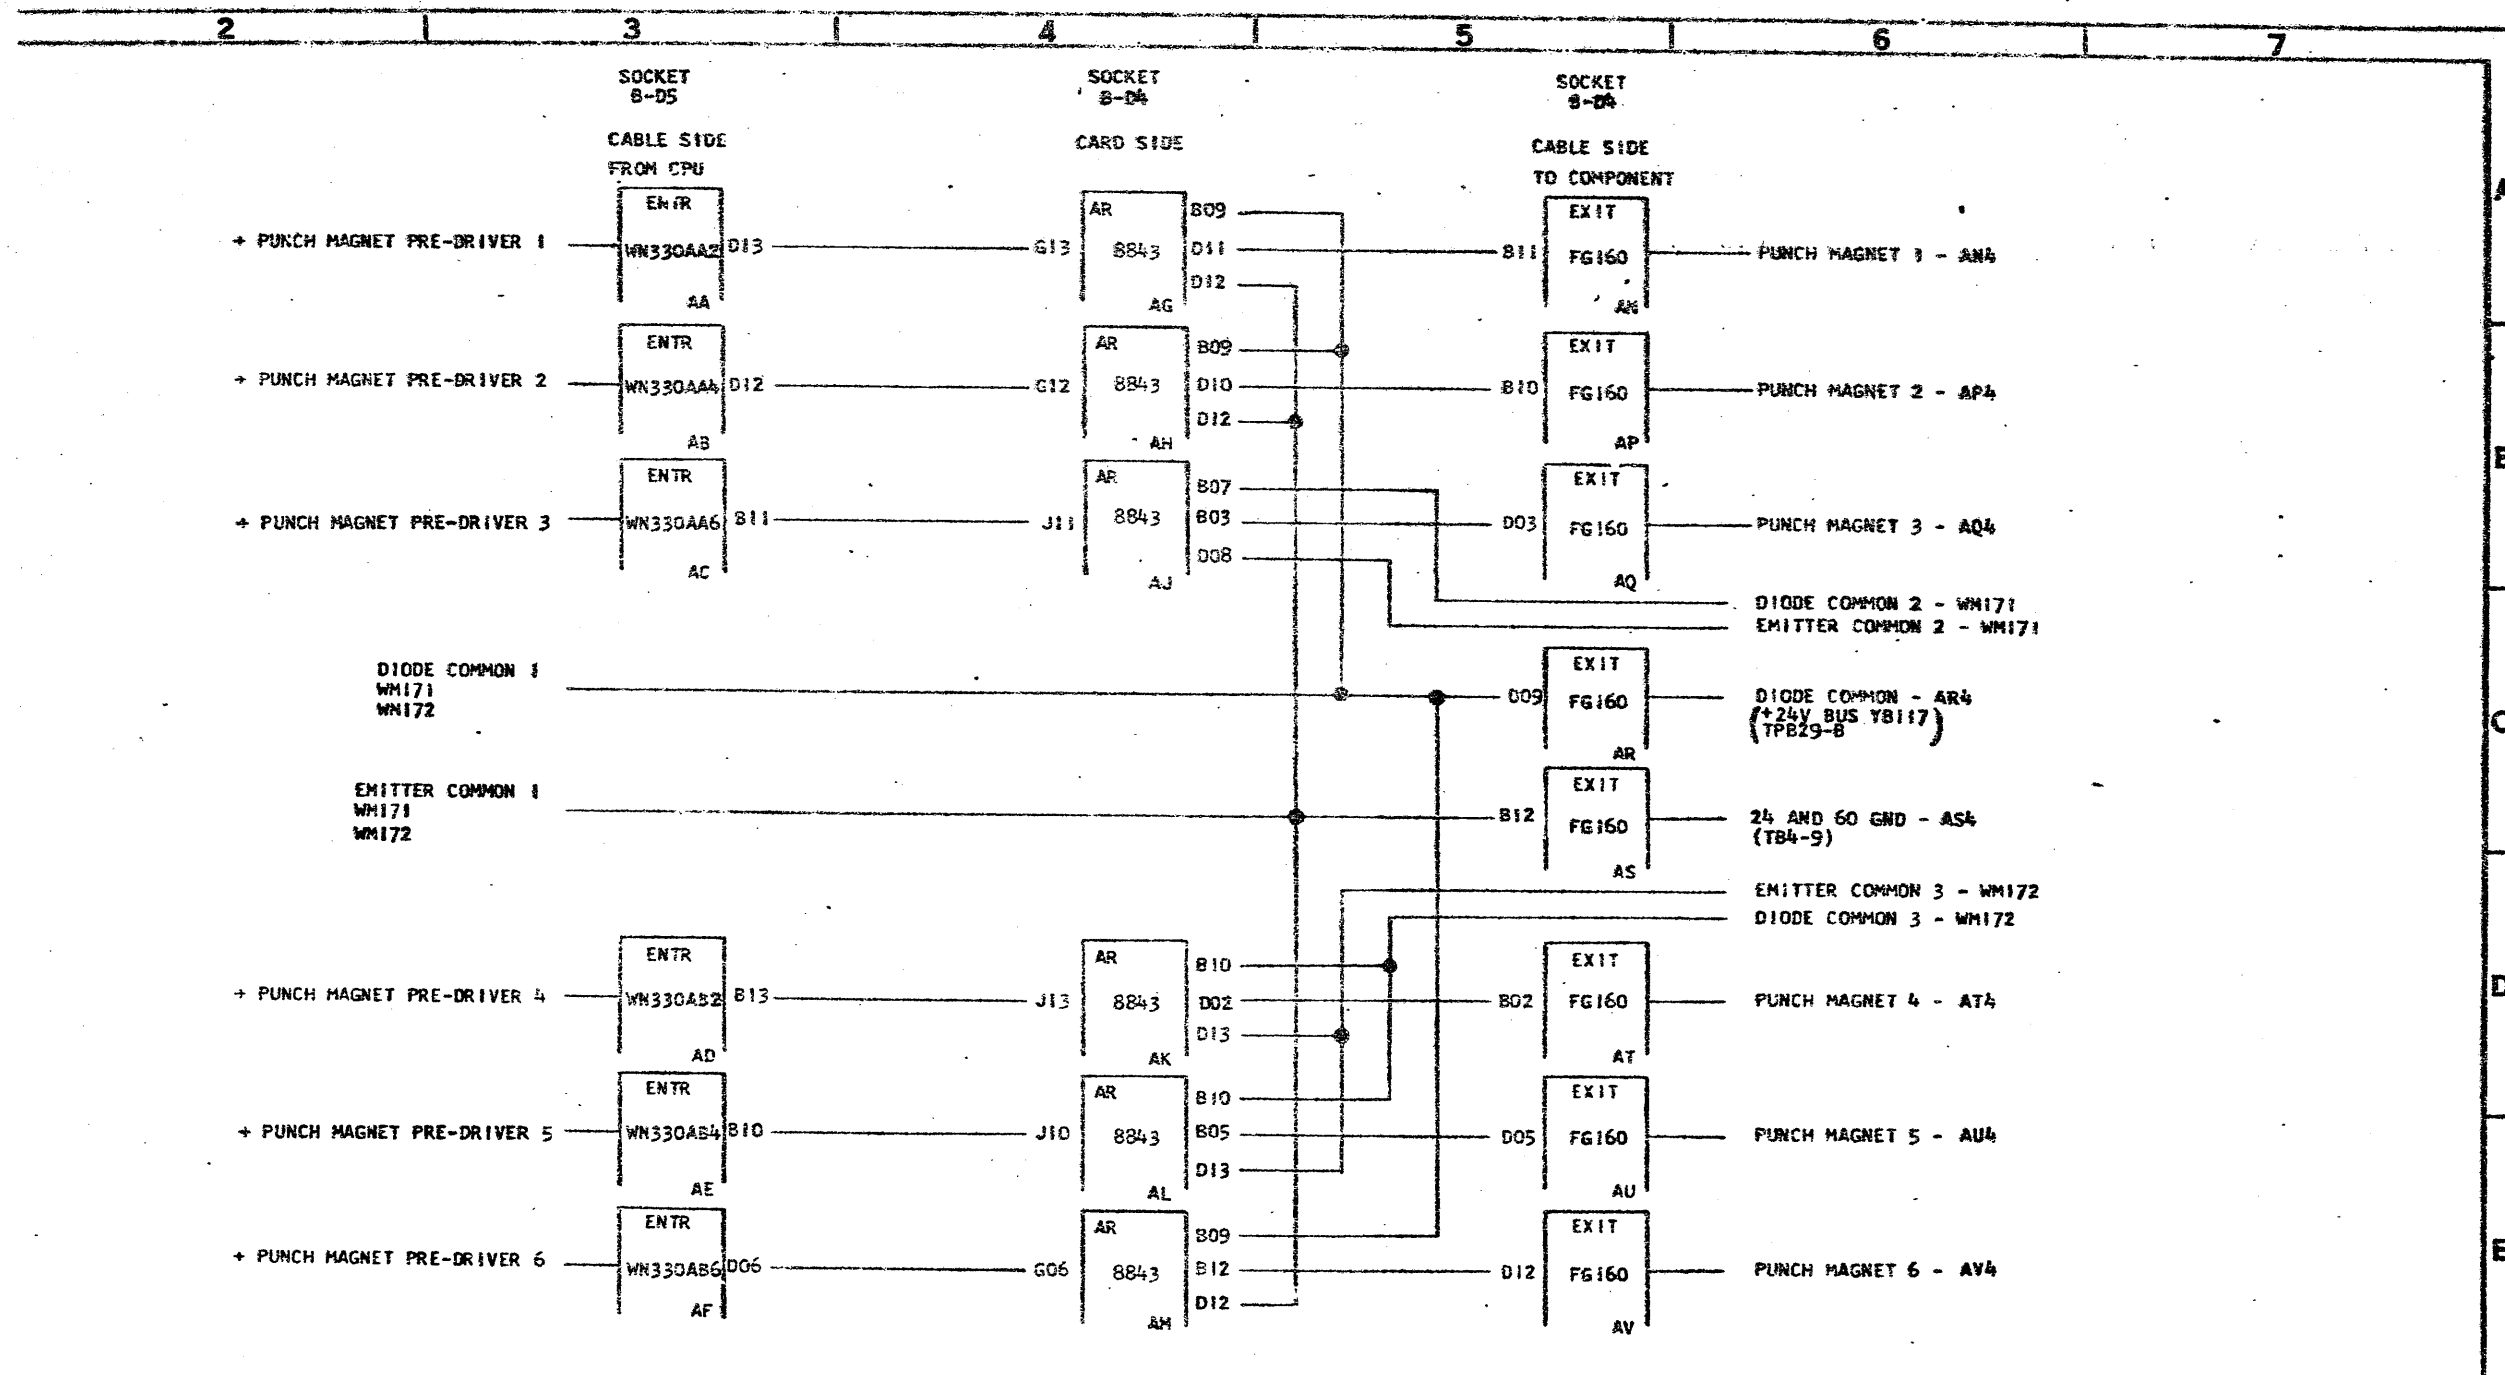 2 3 4 5 6 7
SOCKET
B-D5
CABLE SIDE
FROM CPU
SOCKET
B-D4
CARD SIDE
SOCKET
B-D4
CABLE SIDE
TO COMPONENT
A
+ PUNCH MAGNET PRE-DRIVER 1
ENTR
WN330AA2 D13
AA
G13
AR
8843
AG
B09
D11
D12
B11
EXIT
FG160
AN
PUNCH MAGNET 1 - AN4
+ PUNCH MAGNET PRE-DRIVER 2
ENTR
WN330AA4 D12
AB
G12
AR
8843
AH
B09
D10
D12
B10
EXIT
FG160
AP
PUNCH MAGNET 2 - AP4
B
+ PUNCH MAGNET PRE-DRIVER 3
ENTR
WN330AA6 B11
AC
J11
AR
8843
AJ
B07
B03
D08
D03
EXIT
FG160
AQ
PUNCH MAGNET 3 - AQ4
DIODE COMMON 2 - WM171
EMITTER COMMON 2 - WM171
DIODE COMMON 1
WM171
WM172
D09
EXIT
FG160
AR
DIODE COMMON - AR4
(+24V BUS YB117)
(TPB29-B)
C
EMITTER COMMON 1
WM171
WM172
B12
EXIT
FG160
AS
24 AND 60 GND - AS4
(TB4-9)
EMITTER COMMON 3 - WM172
DIODE COMMON 3 - WM172
+ PUNCH MAGNET PRE-DRIVER 4
ENTR
WN330AB2 B13
AD
J13
AR
8843
AK
B10
D02
D13
B02
EXIT
FG160
AT
PUNCH MAGNET 4 - AT4
D
+ PUNCH MAGNET PRE-DRIVER 5
ENTR
WN330AB4 B10
AE
J10
AR
8843
AL
B10
B05
D13
D05
EXIT
FG160
AU
PUNCH MAGNET 5 - AU4
+ PUNCH MAGNET PRE-DRIVER 6
ENTR
WN330AB6 D06
AF
G06
AR
8843
AM
B09
B12
D12
D12
EXIT
FG160
AV
PUNCH MAGNET 6 - AV4
E